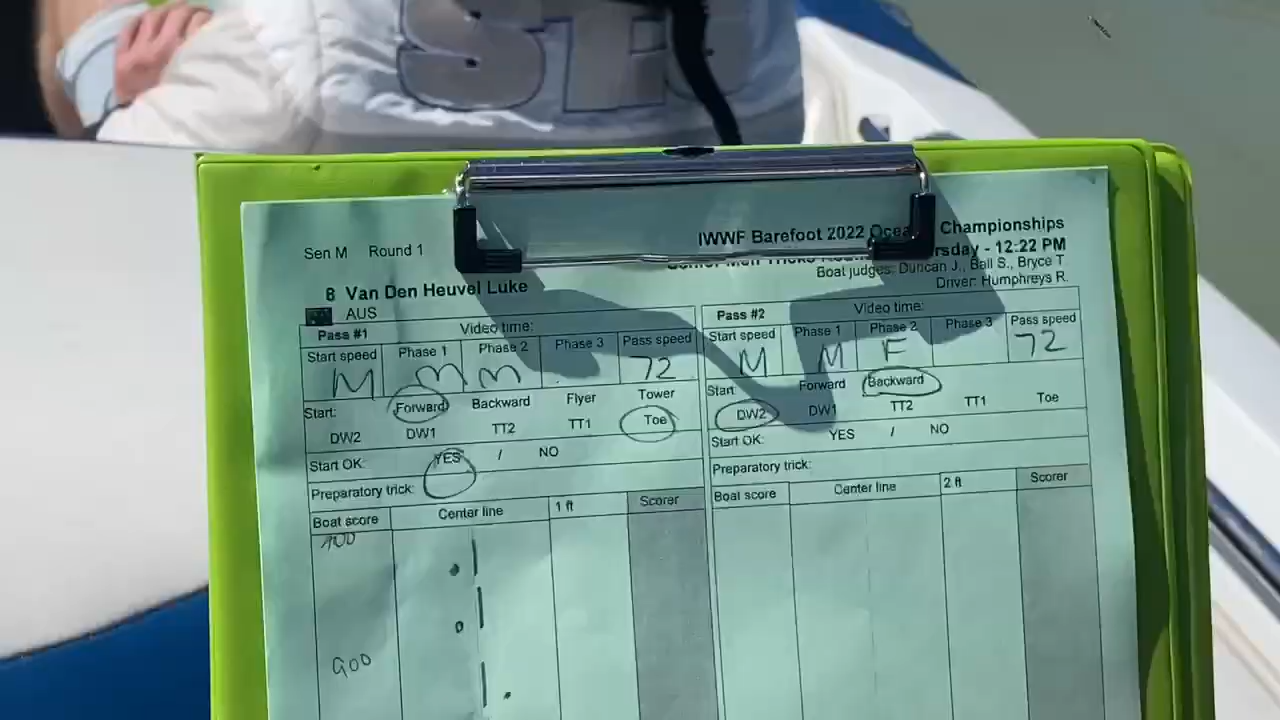 Sen M Round 1
IWWF Barefoot 2022 Championships
- 12:22 PM
Boat judges: Duncan J., Ball S., Bryce T
Driver: Humphreys R.
8 Van Den Heuvel Luke
AUS
Pass #1 Video time:
Start speed Phase 1 Phase 2 Phase 3 Pass speed
M M M 72
Start: Forward Backward Flyer Tower
DW2 DW1 TT2 TT1 Toe
Start OK: YES / NO
Preparatory trick:
Boat score Center line 1 ft Scorer
900
Pass #2 Video time:
Start speed Phase 1 Phase 2 Phase 3 Pass speed
M M F 72
Start Forward Backward
DW2 DW1 TT2 TT1 Toe
Start OK: YES / NO
Preparatory trick:
Boat score Center line 2 ft Scorer